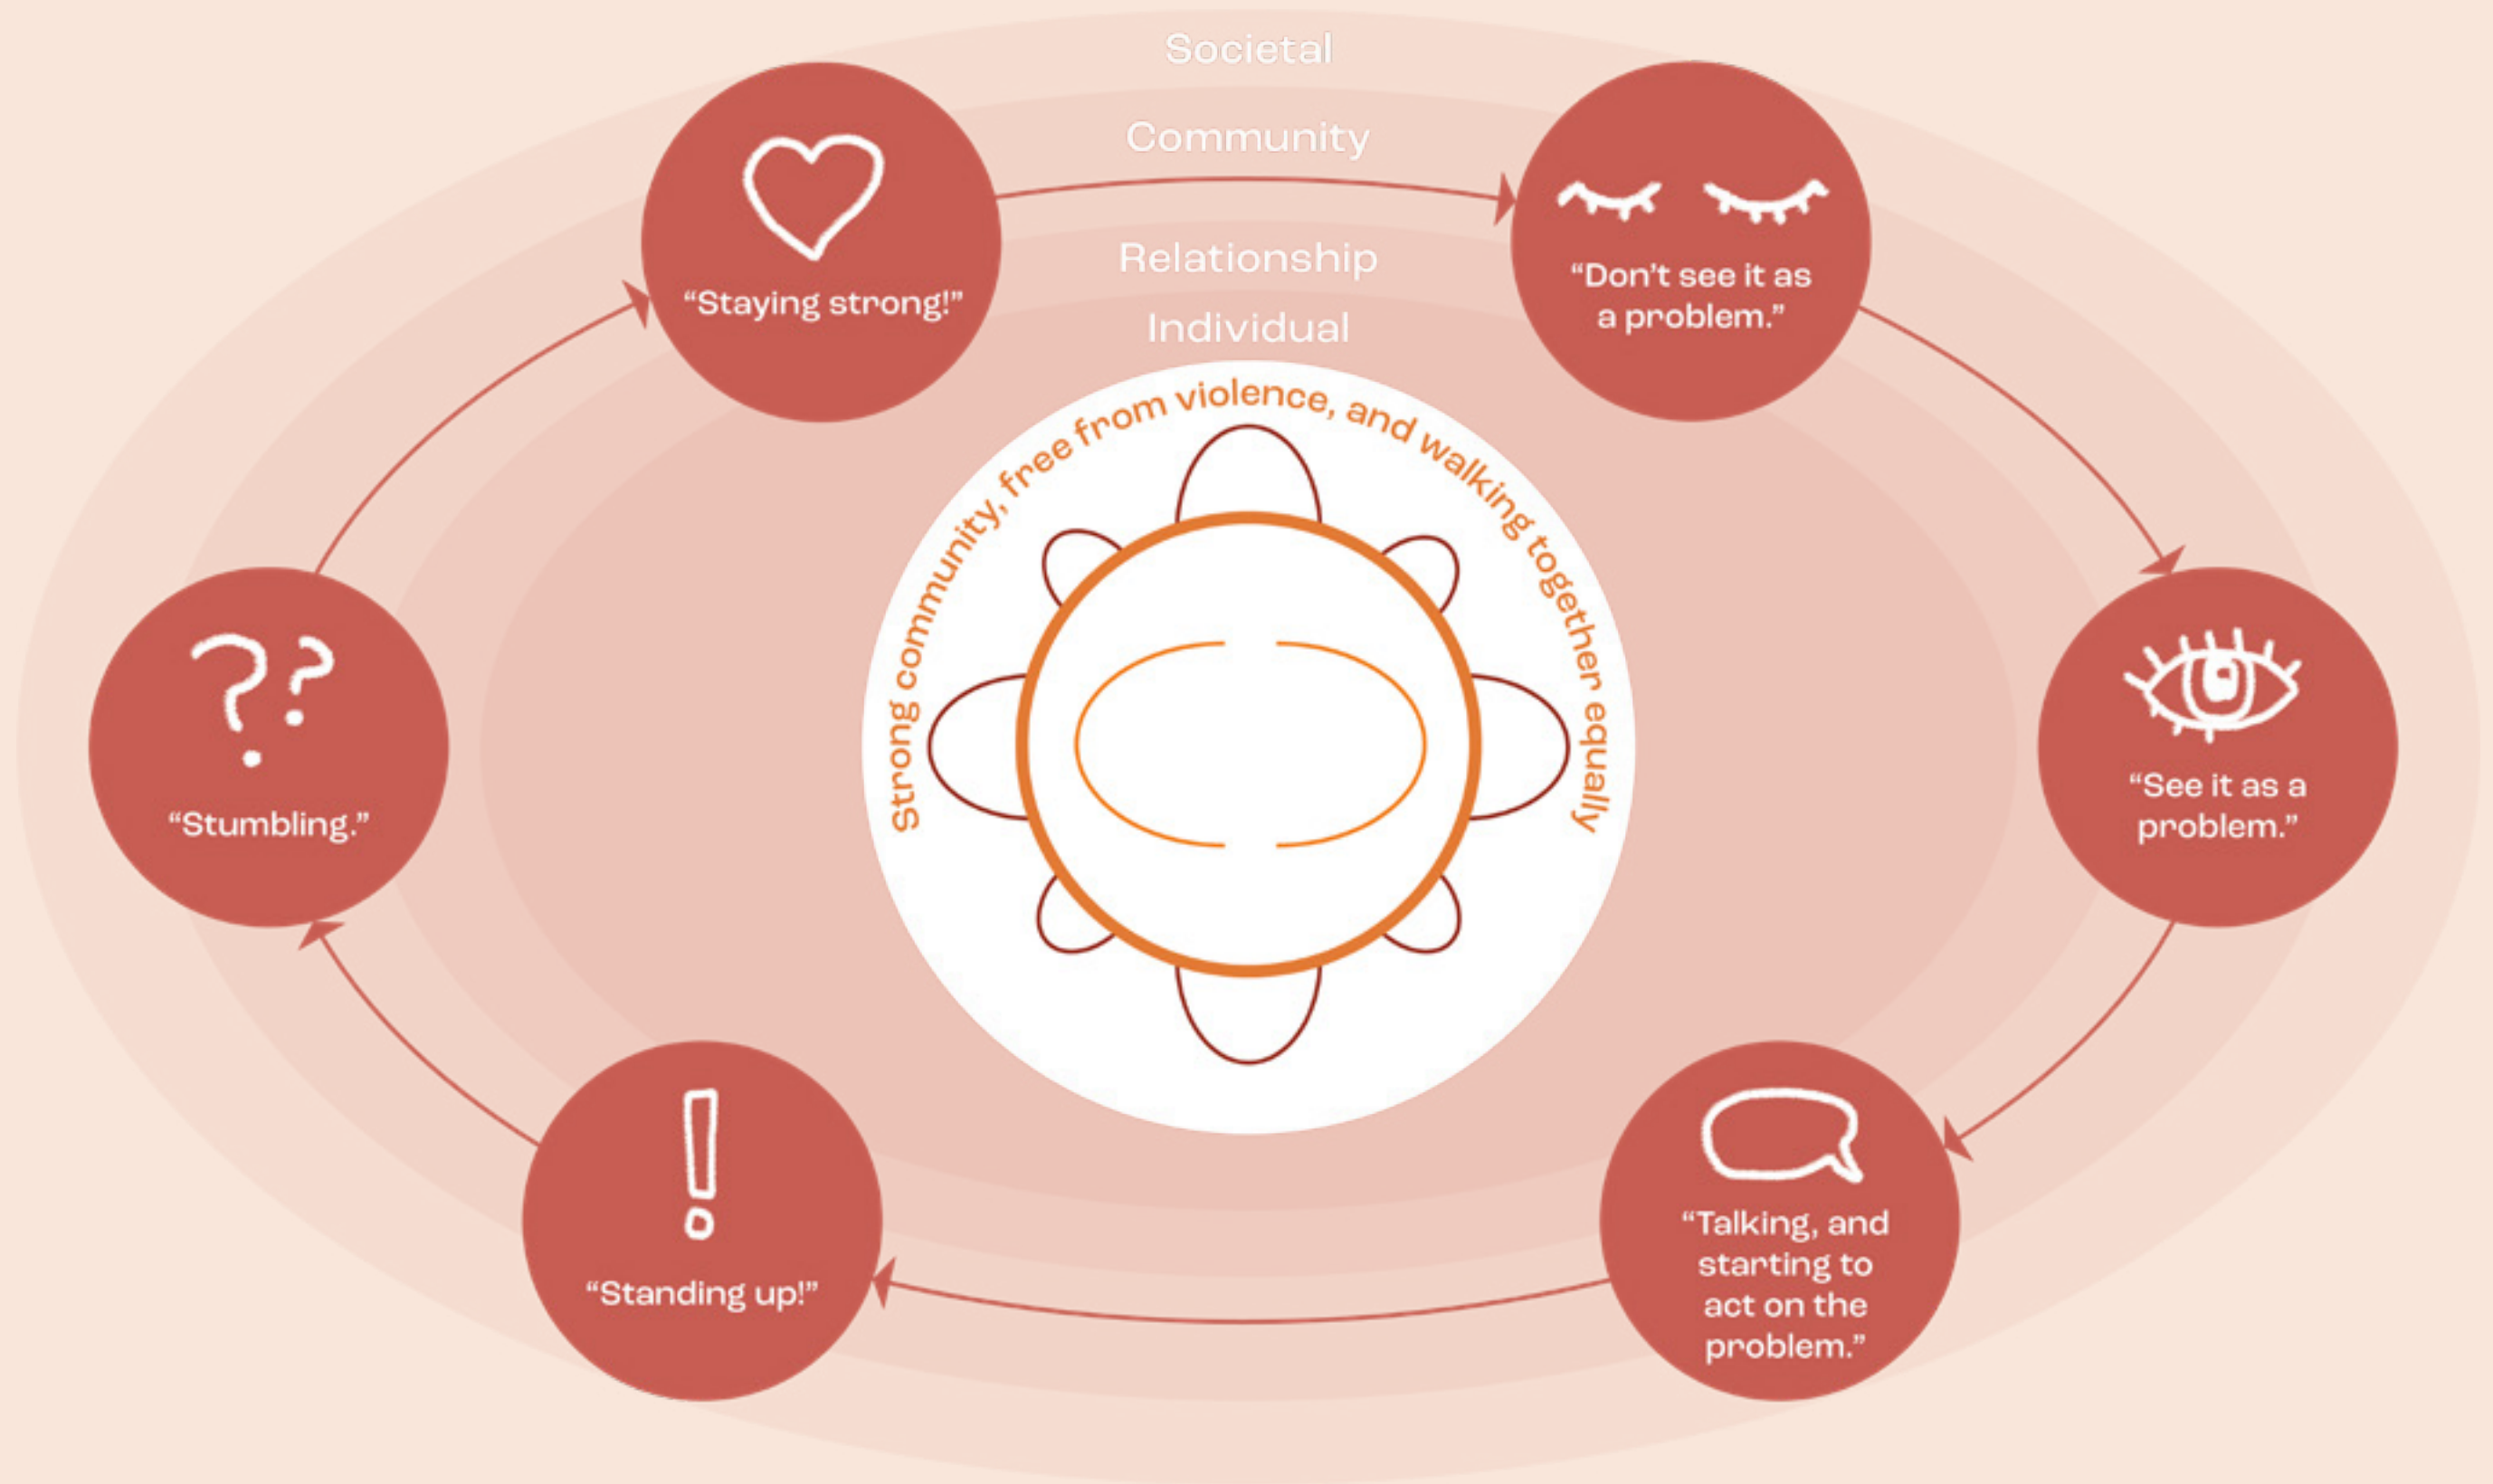 Societal
Community
Relationship
Individual
“Staying strong!”
“Don’t see it as
a problem.”
Strong community, free from violence, and walking together equally
“Stumbling.”
“See it as a
problem.”
“Standing up!”
“Talking, and
starting to
act on the
problem.”